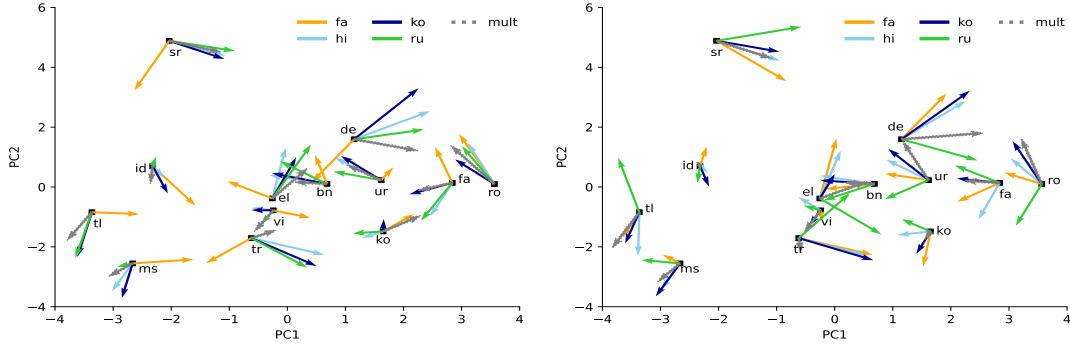 6
4
2
0
−2
−4
PC2
−4
−3
−2
−1
0
1
2
3
4
PC1
fa
ko
mult
hi
ru
sr
de
id
el
bn
ur
fa
ro
tl
vi
tr
ko
ms
6
4
2
0
−2
−4
PC2
−4
−3
−2
−1
0
1
2
3
4
PC1
fa
ko
mult
hi
ru
sr
de
id
el
bn
ur
fa
ro
tl
vi
tr
ko
ms